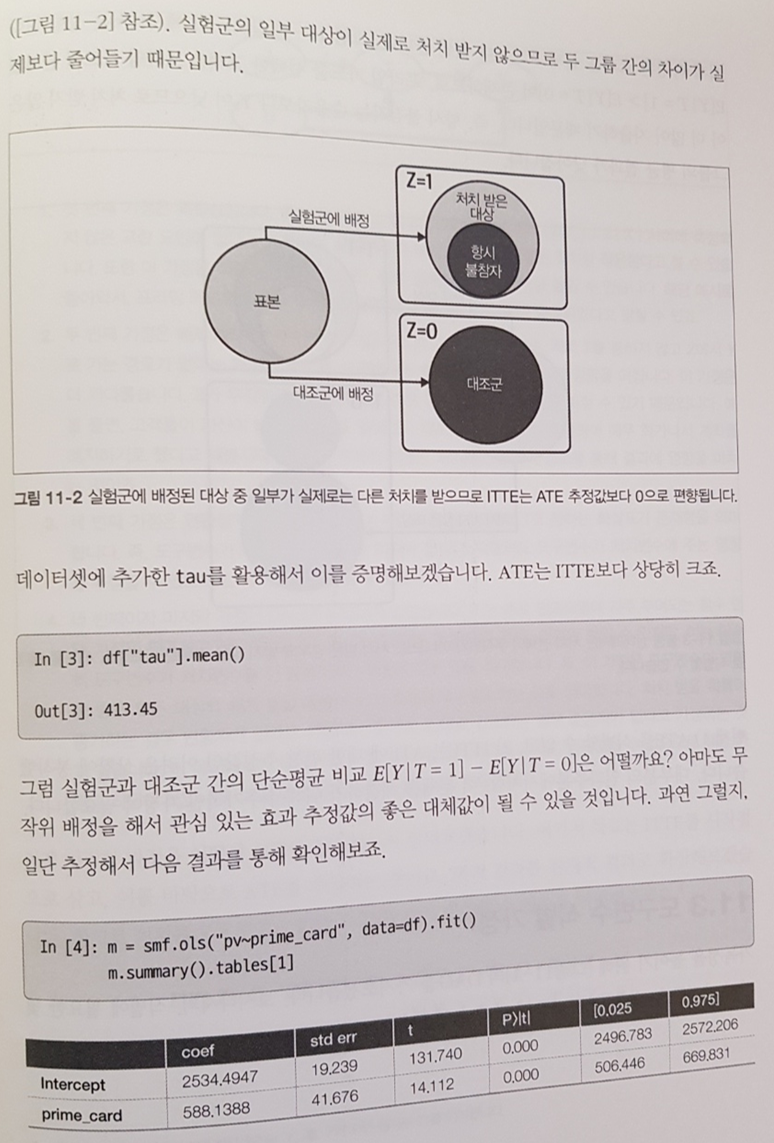 ([그림 11-2] 참조). 실험군의 일부 대상이 실제로 처치 받지 않으므로 두 그룹 간의 차이가 실
제보다 줄어들기 때문입니다.
Z=1
처치 받은
대상
실험군에 배정
항시
불참자
표본
Z=0
대조군
대조군에 배정
그림 11-2 실험군에 배정된 대상 중 일부가 실제로는 다른 처치를 받으므로 ITTE는 ATE 추정값보다 0으로 편향됩니다.
데이터셋에 추가한 tau를 활용해서 이를 증명해보겠습니다. ATE는 ITTE보다 상당히 크죠.
In [3]: df["tau"].mean()
Out[3]: 413.45
그럼 실험군과 대조군 간의 단순평균 비교 E[Y|T = 1] − E[Y|T = 0]은 어떨까요? 아마도 무
작위 배정을 해서 관심 있는 효과 추정값의 좋은 대체값이 될 수 있을 것입니다. 과연 그럴지,
일단 추정해서 다음 결과를 통해 확인해보죠.
In [4]: m = smf.ols("pv~prime_card", data=df).fit()
m.summary().tables[1]
coef std err t P>|t| [0.025 0.975]
Intercept 2534.4947 19.239 131.740 0.000 2496.783 2572.206
prime_card 588.1388 41.676 14.112 0.000 506.446 669.831